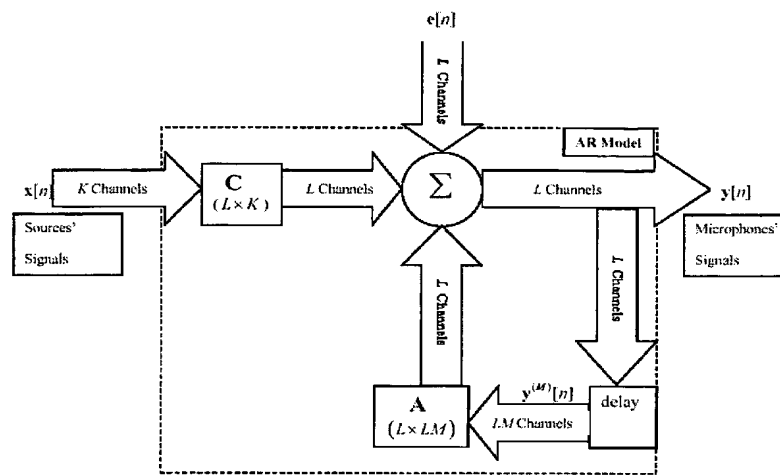 e[n]
L Channels
AR Model
x[n]
K Channels
C
(L×K)
L Channels
Σ
L Channels
y[n]
Sources'
Signals
Microphones'
Signals
L Channels
L Channels
A
(L×LM)
y^(M)[n]
LM Channels
delay